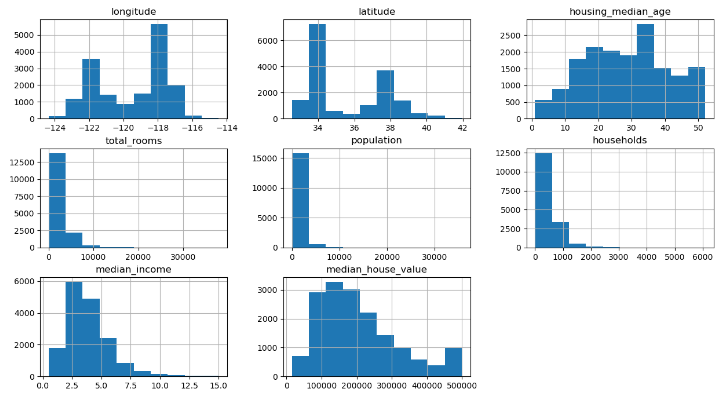 longitude
5000
4000
3000
2000
1000
0
−124 −122 −120 −118 −116 −114
latitude
6000
4000
2000
0
34 36 38 40 42
housing_median_age
2500
2000
1500
1000
500
0
0 10 20 30 40 50
total_rooms
12500
10000
7500
5000
2500
0
0 10000 20000 30000
population
15000
10000
5000
0
0 10000 20000 30000
households
12500
10000
7500
5000
2500
0
0 1000 2000 3000 4000 5000 6000
median_income
6000
4000
2000
0
0.0 2.5 5.0 7.5 10.0 12.5 15.0
median_house_value
3000
2000
1000
0
0 100000 200000 300000 400000 500000